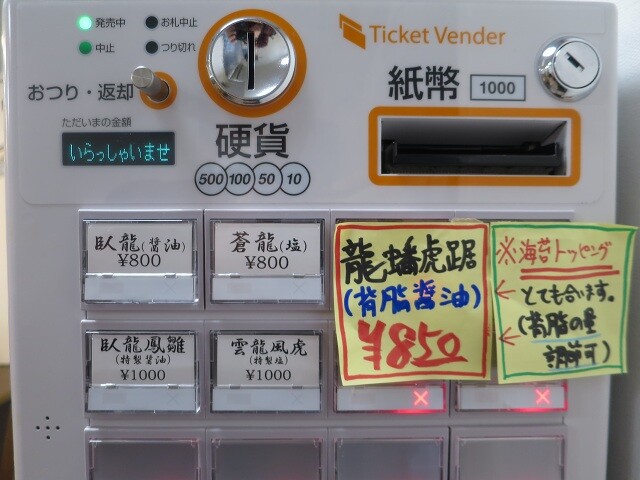 発売中
お札中止
中止
つり切れ
おつり・返却
ただいまの金額
いらっしゃいませ
硬貨
500 100 50 10
Ticket Vender
紙幣 1000
臥龍(醤油)
¥800
蒼龍(塩)
¥800
龍蟠虎踞
(背脂醤油)
¥850
※海苔トッピング
←とても合います。
←(背脂の量
調節可)
臥龍鳳雛
(特製醤油)
¥1000
雲龍風虎
(特製塩)
¥1000
×
×